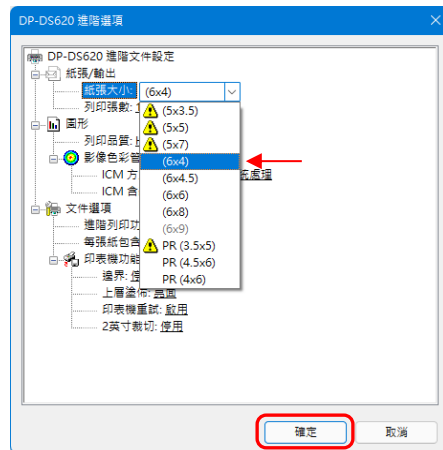 DP-DS620 進階選項
DP-DS620 進階文件設定
紙張/輸出
紙張大小: (6x4)
列印張數:
(5x3.5)
圖形
(5x5)
列印品質:
(5x7)
影像色彩管
(6x4)
ICM 方 處理
(6x4.5)
ICM 含
(6x6)
文件選項
(6x8)
進階列印功
(6x9)
每張紙包含
PR (3.5x5)
印表機功能
PR (4.5x6)
邊界:
PR (4x6)
上層塗佈: 亮面
印表機重試: 啟用
2英寸裁切: 停用
確定 取消